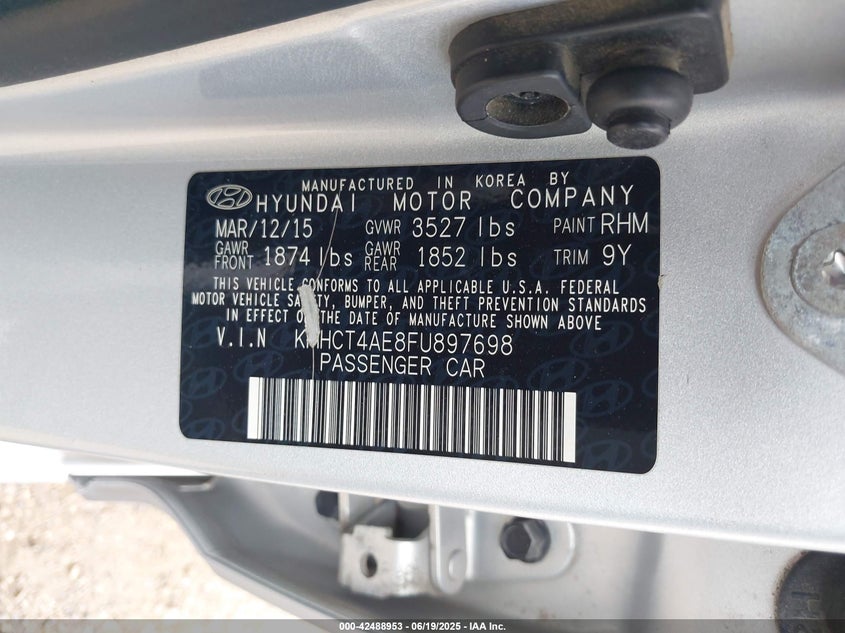 MANUFACTURED IN KOREA BY
HYUNDAI MOTOR COMPANY
MAR/12/15 GVWR 3527 lbs PAINT RHM
GAWR FRONT 1874 lbs GAWR REAR 1852 lbs TRIM 9Y
THIS VEHICLE CONFORMS TO ALL APPLICABLE U.S.A. FEDERAL
MOTOR VEHICLE SAFETY, BUMPER, AND THEFT PREVENTION STANDARDS
IN EFFECT ON THE DATE OF MANUFACTURE SHOWN ABOVE
V.I.N KMHCT4AE8FU897698
PASSENGER CAR
000-42488953 - 06/19/2025 - IAA Inc.